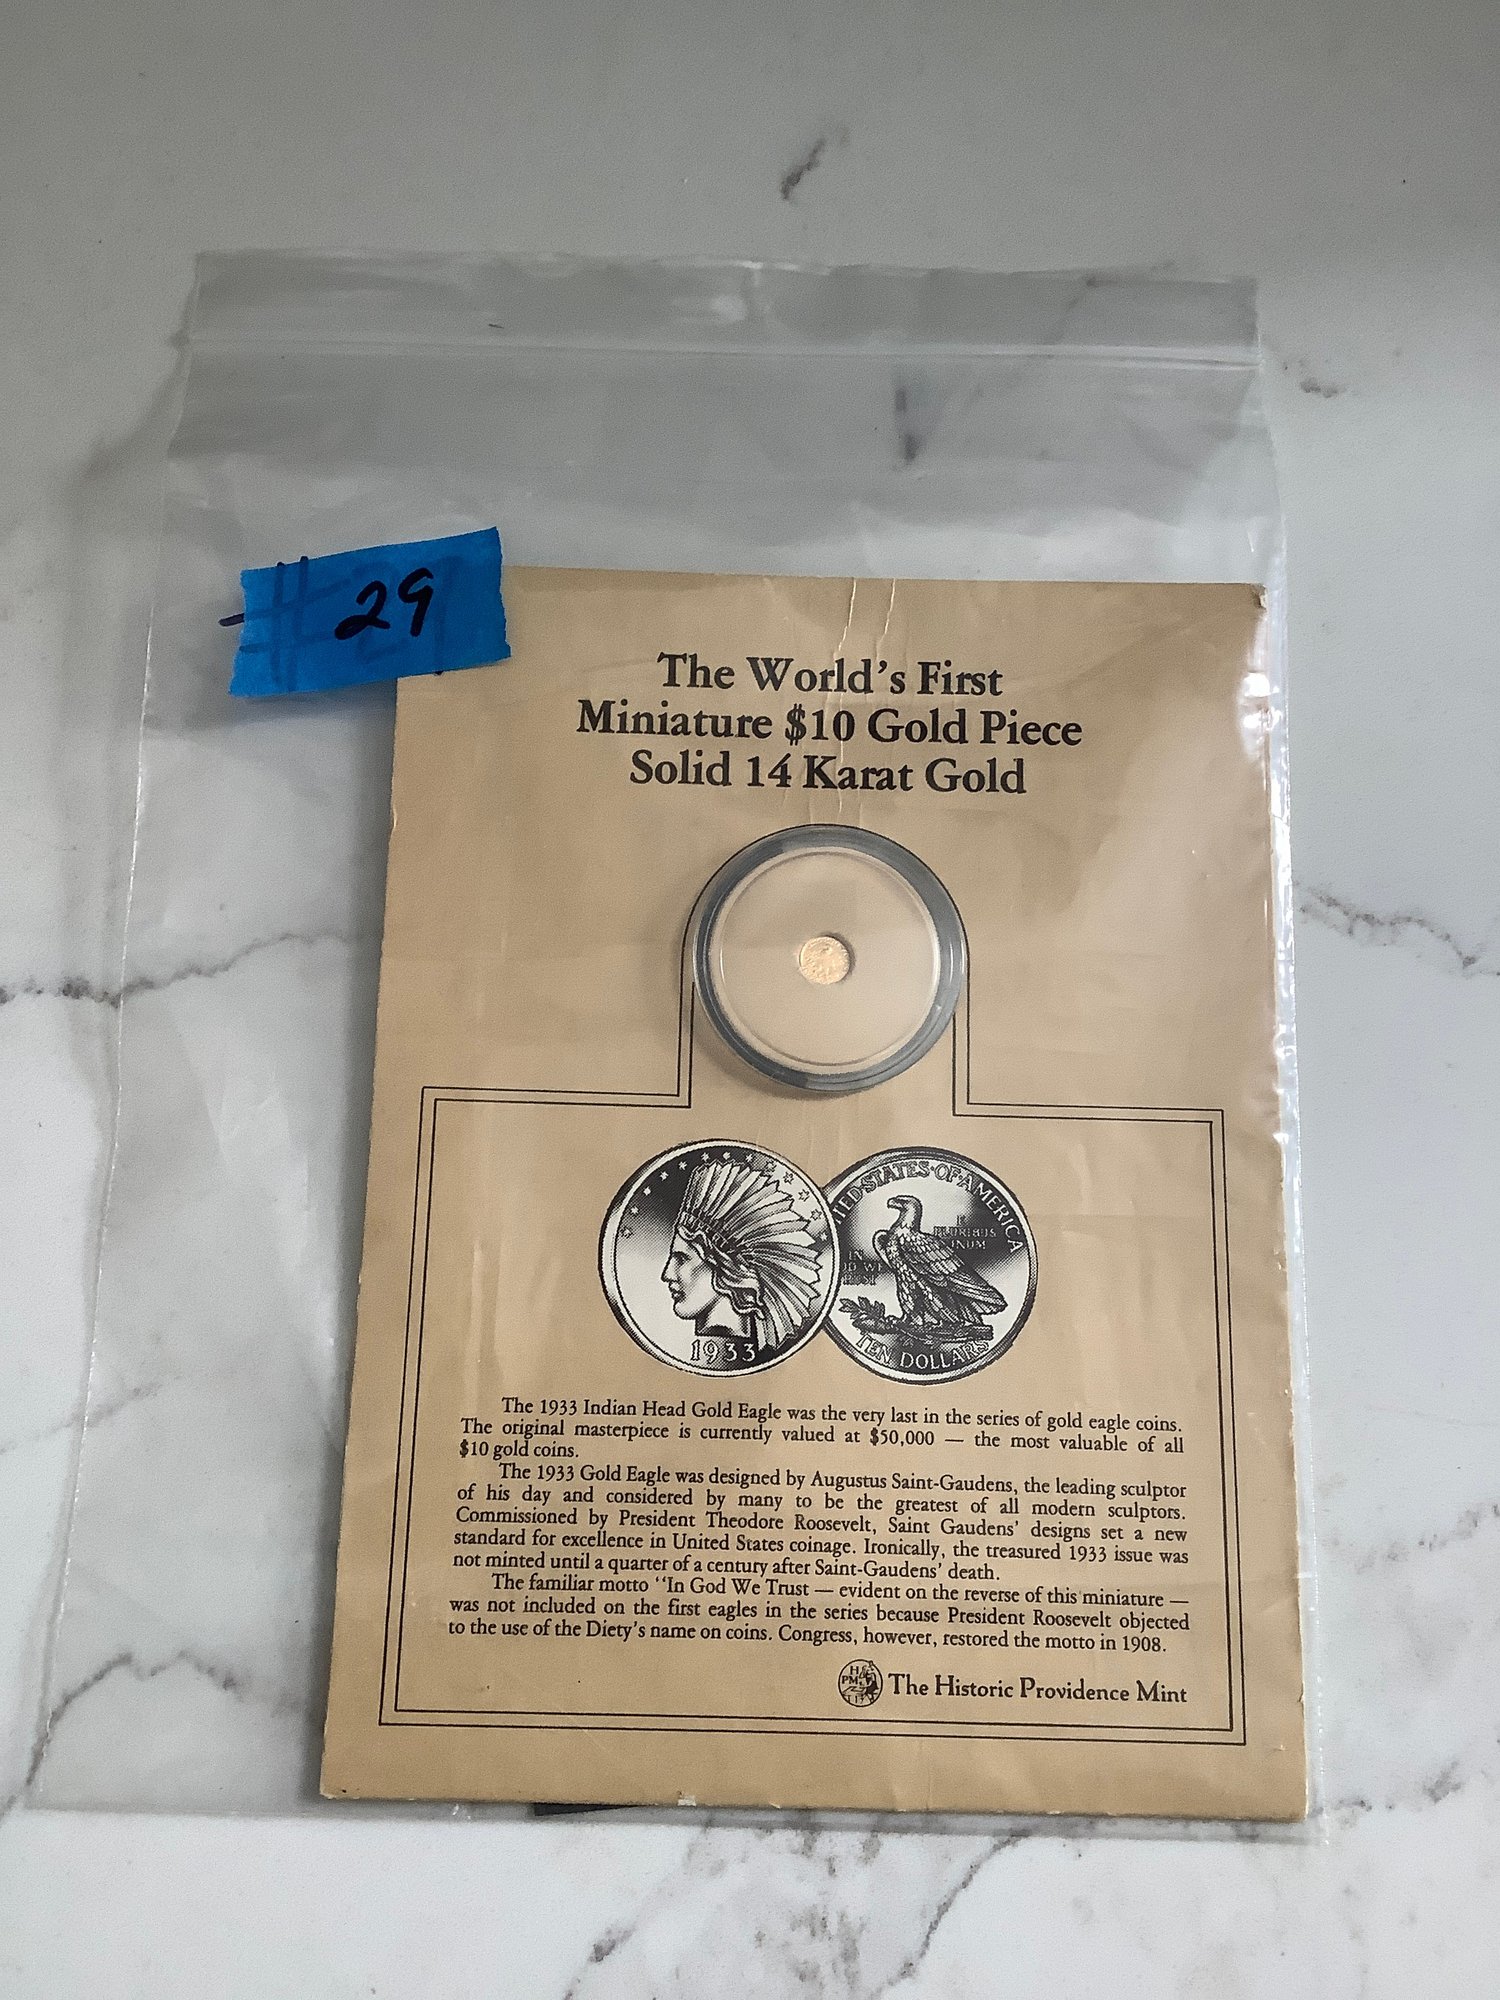 # 29
The World's First
Miniature $10 Gold Piece
Solid 14 Karat Gold
1933
UNITED·STATES·OF·AMERICA
E
PLURIBUS
UNUM
IN
WE
TEN DOLLARS
The 1933 Indian Head Gold Eagle was the very last in the series of gold eagle coins.
The original masterpiece is currently valued at $50,000 — the most valuable of all
$10 gold coins.
The 1933 Gold Eagle was designed by Augustus Saint-Gaudens, the leading sculptor
of his day and considered by many to be the greatest of all modern sculptors.
Commissioned by President Theodore Roosevelt, Saint Gaudens' designs set a new
standard for excellence in United States coinage. Ironically, the treasured 1933 issue was
not minted until a quarter of a century after Saint-Gaudens' death.
The familiar motto "In God We Trust — evident on the reverse of this miniature —
was not included on the first eagles in the series because President Roosevelt objected
to the use of the Diety's name on coins. Congress, however, restored the motto in 1908.
The Historic Providence Mint